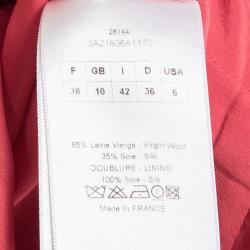 28144
3A21606A1170
F GB I D USA
38 10 42 36 6
65% Laine Vierge - Virgin Wool
35% Soie - Silk
DOUBLURE - LINING
100% Soie - Silk
Made In FRANCE